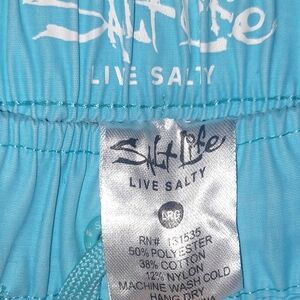 Salt Life
LIVE SALTY
Salt Life
LIVE SALTY
LRG
RN# 131535
50% POLYESTER
38% COTTON
12% NYLON
MACHINE WASH COLD
HANG DRY